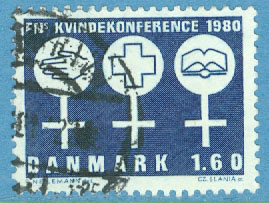 FN's KVINDEKONFERENCE 1980
DANMARK 1.60
CZ. SLANIA sc.